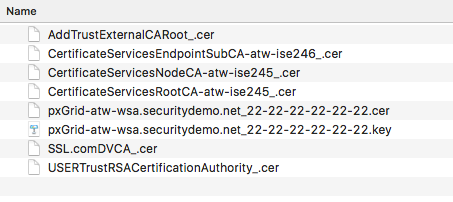 Name
AddTrustExternalCARoot_.cer
CertificateServicesEndpointSubCA-atw-ise246_.cer
CertificateServicesNodeCA-atw-ise245_.cer
CertificateServicesRootCA-atw-ise245_.cer
pxGrid-atw-wsa.securitydemo.net_22-22-22-22-22-22.cer
pxGrid-atw-wsa.securitydemo.net_22-22-22-22-22-22.key
SSL.comDVCA_.cer
USERTrustRSACertificationAuthority_.cer